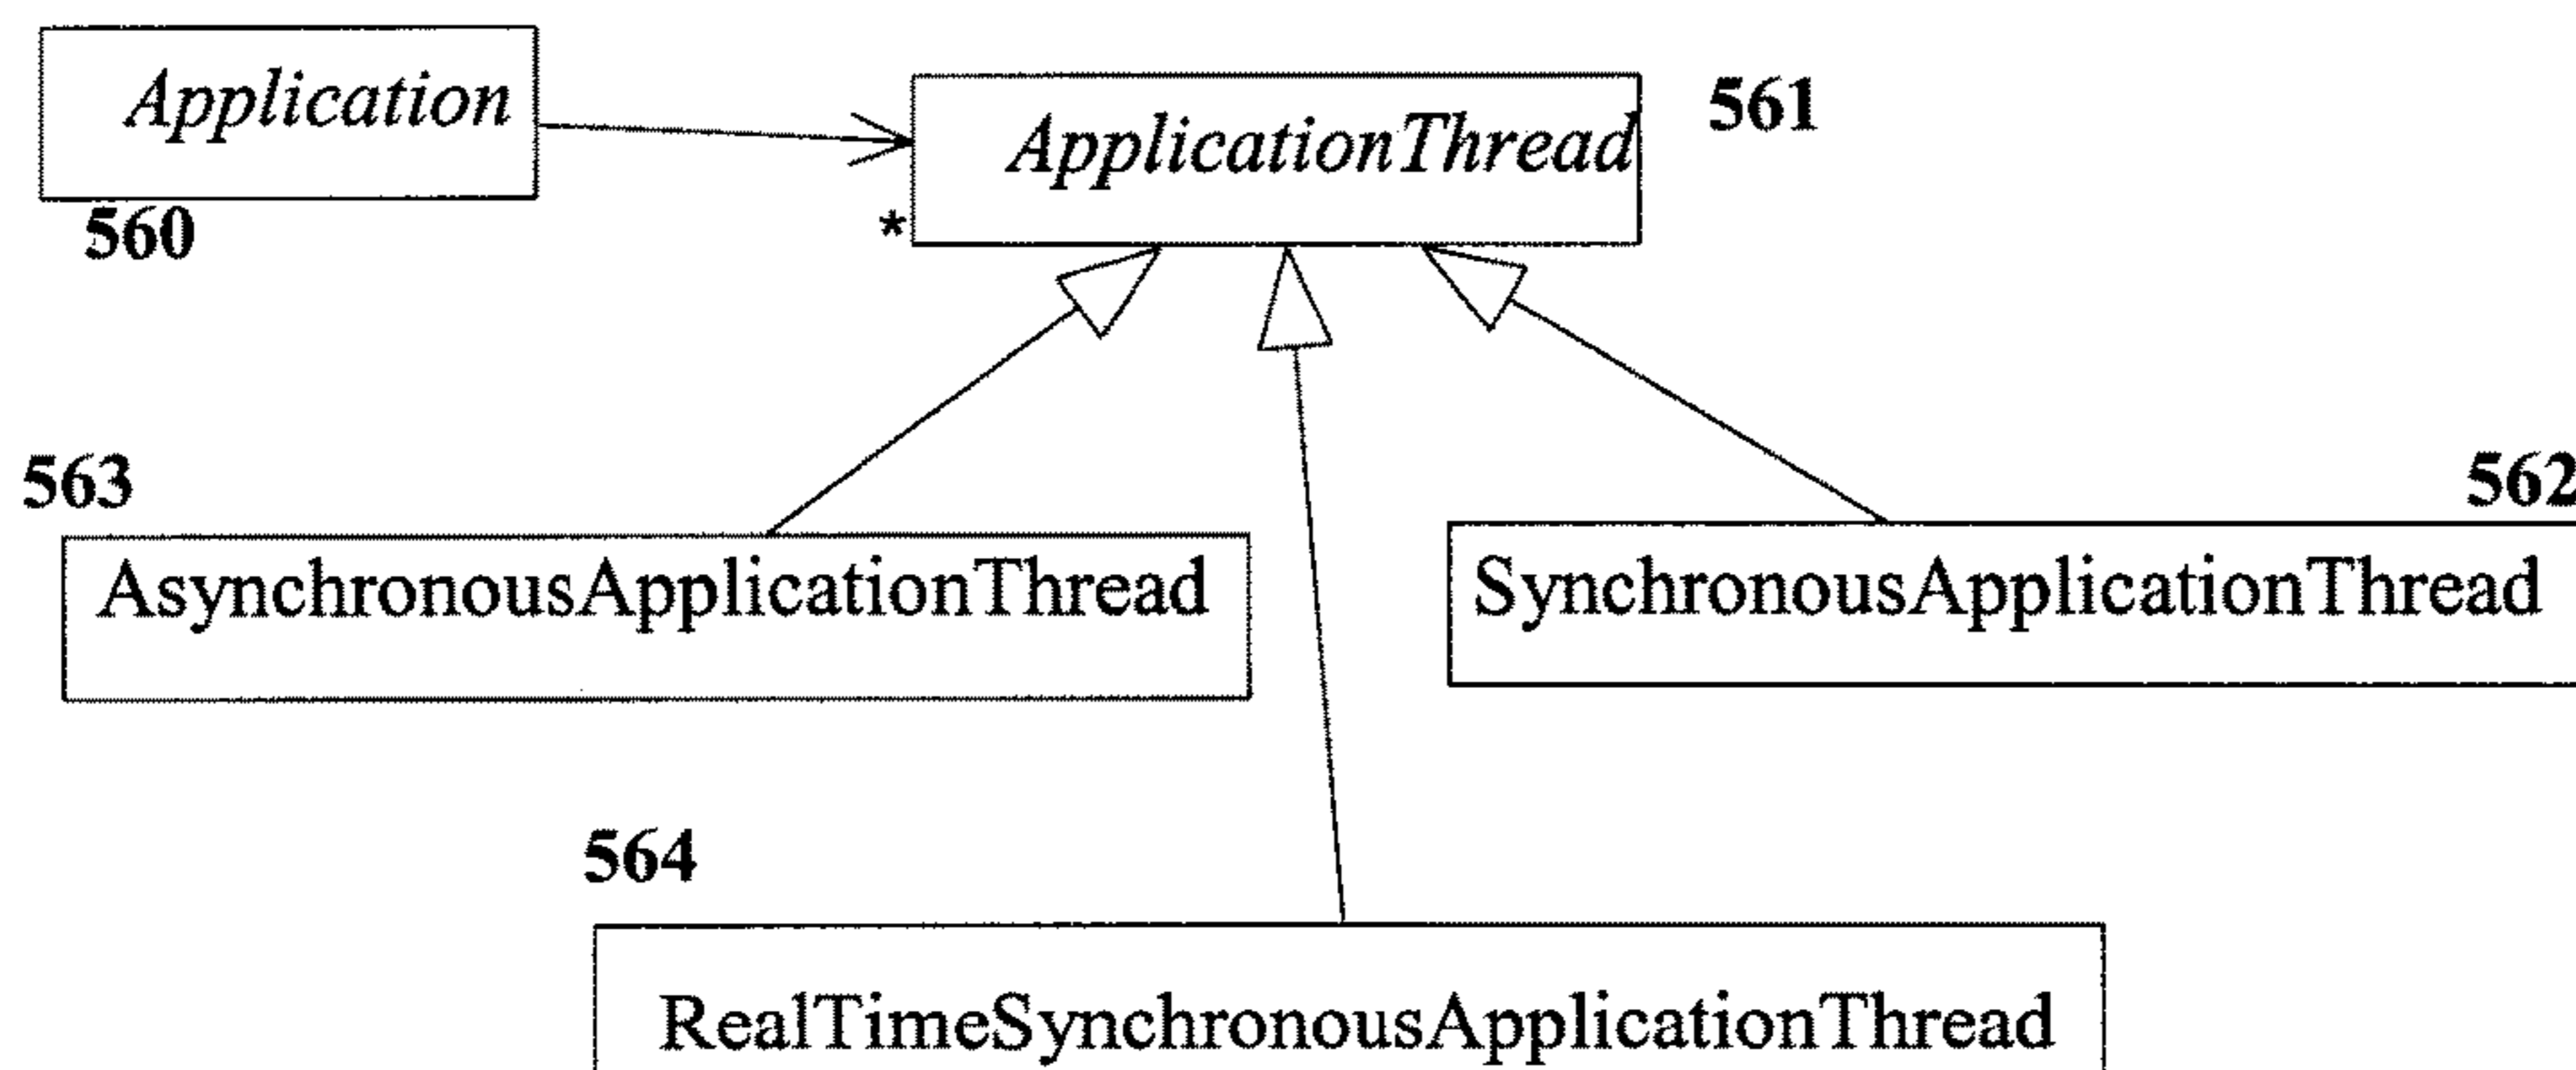 Application
ApplicationThread
561
*
560
563
562
AsynchronousApplicationThread
SynchronousApplicationThread
564
RealTimeSynchronousApplicationThread